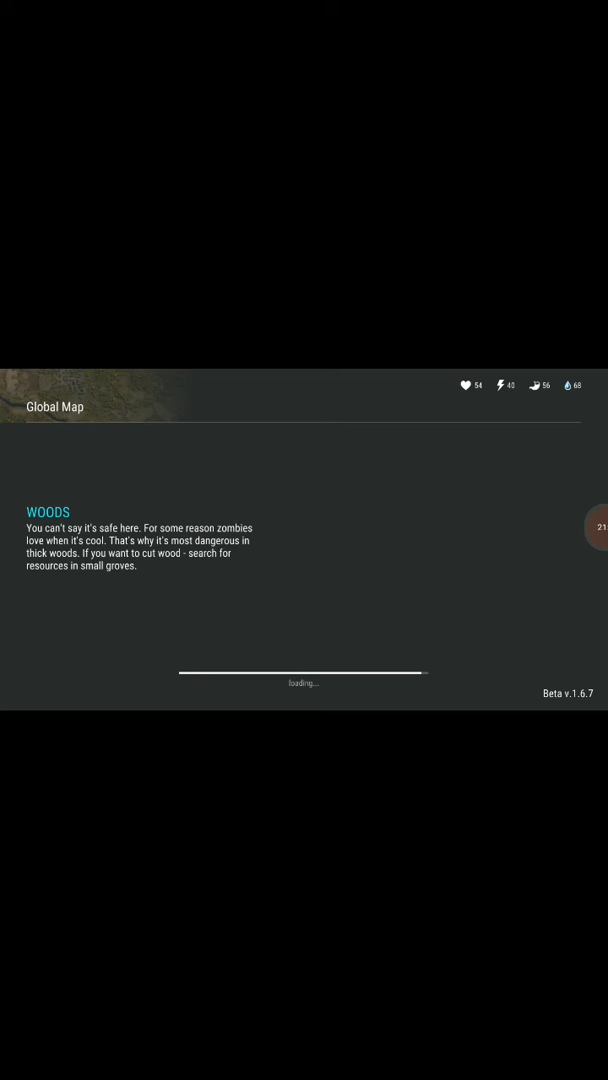 54 40 56 68
Global Map
WOODS
You can't say it's safe here. For some reason zombies
love when it's cool. That's why it's most dangerous in
thick woods. If you want to cut wood - search for
resources in small groves.
21:
loading...
Beta v.1.6.7